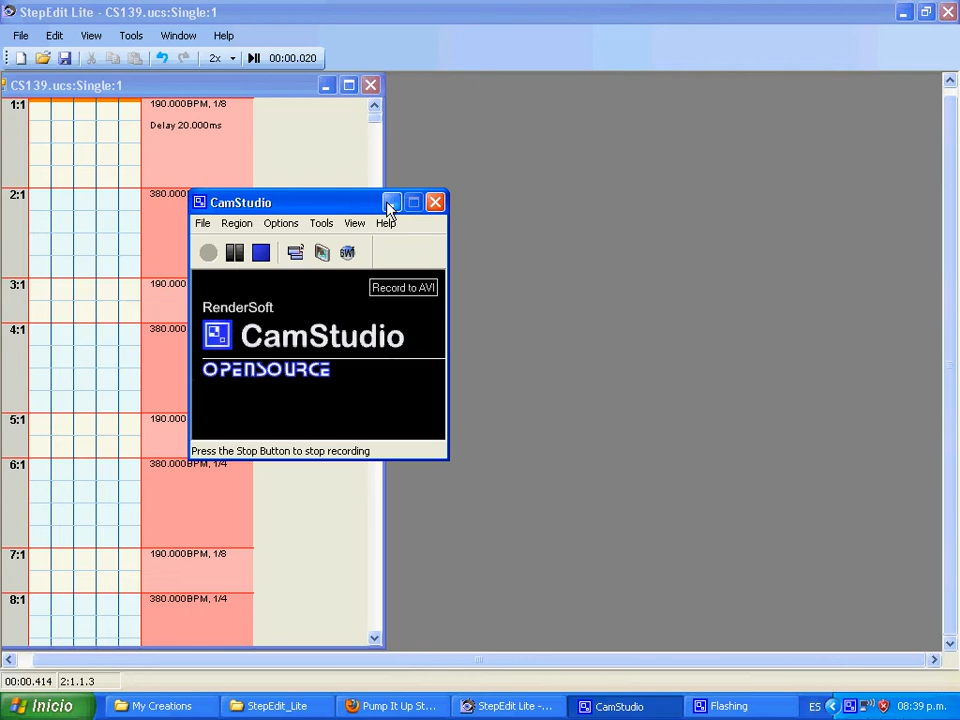 StepEdit Lite - CS139.ucs:Single:1
File Edit View Tools Window Help
2x 00:00.020
CS139.ucs:Single:1
1:1 190.000BPM, 1/8
Delay 20.000ms
2:1 380.000
3:1 190.000
4:1 380.000
5:1 190.000
6:1 380.000BPM, 1/4
7:1 190.000BPM, 1/8
8:1 380.000BPM, 1/4
CamStudio
File Region Options Tools View Help
SWF
Record to AVI
RenderSoft
CamStudio
OPENSOURCE
Press the Stop Button to stop recording
00:00.414 2:1.1.3
Inicio My Creations StepEdit_Lite Pump It Up St... StepEdit Lite -... CamStudio Flashing ES 08:39 p.m.